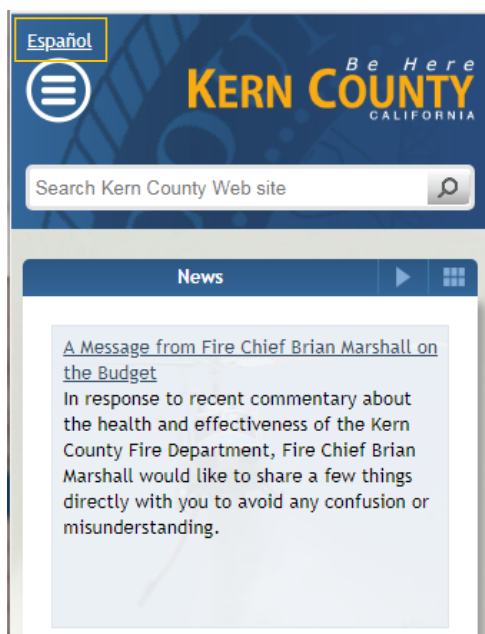 Español
Be Here
KERN COUNTY
CALIFORNIA
Search Kern County Web site
News
A Message from Fire Chief Brian Marshall on
the Budget
In response to recent commentary about
the health and effectiveness of the Kern
County Fire Department, Fire Chief Brian
Marshall would like to share a few things
directly with you to avoid any confusion or
misunderstanding.